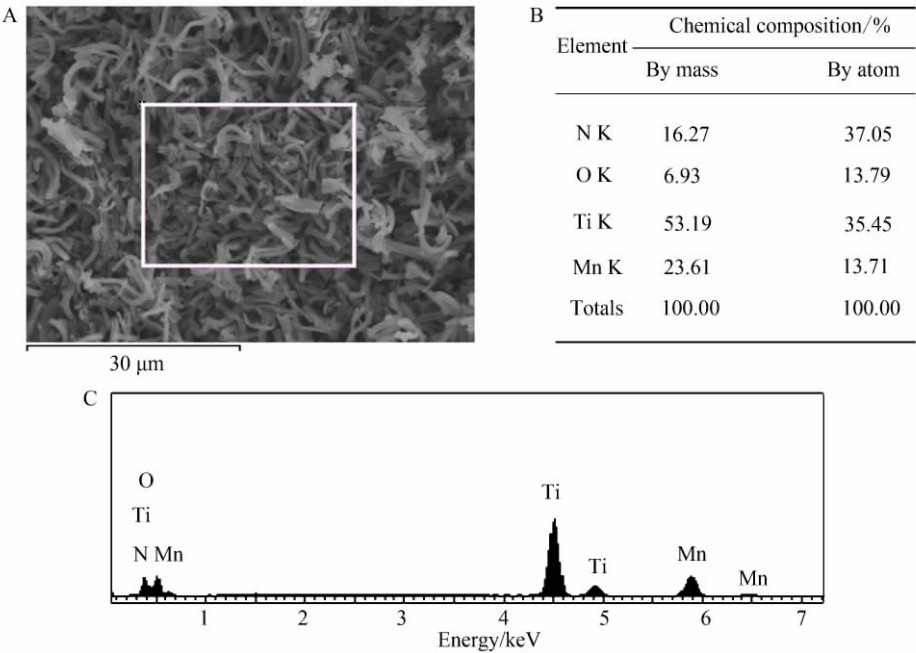 A
30 μm
B
Chemical composition/%
Element
By mass By atom
N K 16.27 37.05
O K 6.93 13.79
Ti K 53.19 35.45
Mn K 23.61 13.71
Totals 100.00 100.00
C
O
Ti
N Mn
Ti
Ti
Mn
Mn
1 2 3 4 5 6 7
Energy/keV